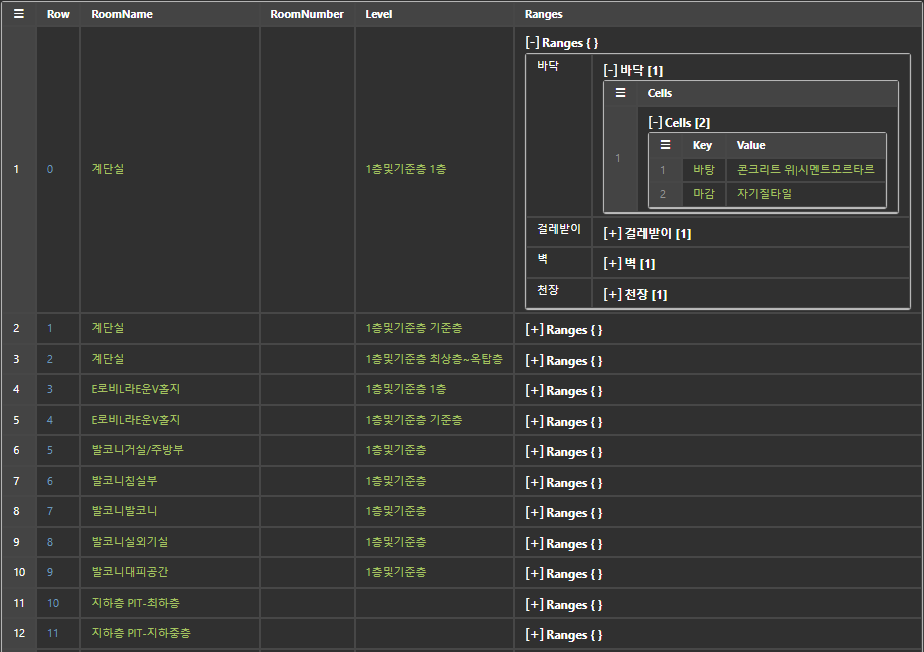 ☰ Row RoomName RoomNumber Level Ranges
[-] Ranges { }
바닥 [-] 바닥 [1]
☰ Cells
[-] Cells [2]
☰ Key Value
1 0 계단실 1층및기준층 1층 1 1 바탕 콘크리트 위|시멘트모르타르
2 마감 자기질타일
걸레받이 [+] 걸레받이 [1]
벽 [+] 벽 [1]
천장 [+] 천장 [1]
2 1 계단실 1층및기준층 기준층 [+] Ranges { }
3 2 계단실 1층및기준층 최상층~옥탑층 [+] Ranges { }
4 3 E로비L라E운V홀지 1층및기준층 1층 [+] Ranges { }
5 4 E로비L라E운V홀지 1층및기준층 기준층 [+] Ranges { }
6 5 발코니거실/주방부 1층및기준층 [+] Ranges { }
7 6 발코니침실부 1층및기준층 [+] Ranges { }
8 7 발코니발코니 1층및기준층 [+] Ranges { }
9 8 발코니실외기실 1층및기준층 [+] Ranges { }
10 9 발코니대피공간 1층및기준층 [+] Ranges { }
11 10 지하층 PIT-최하층 [+] Ranges { }
12 11 지하층 PIT-지하중층 [+] Ranges { }